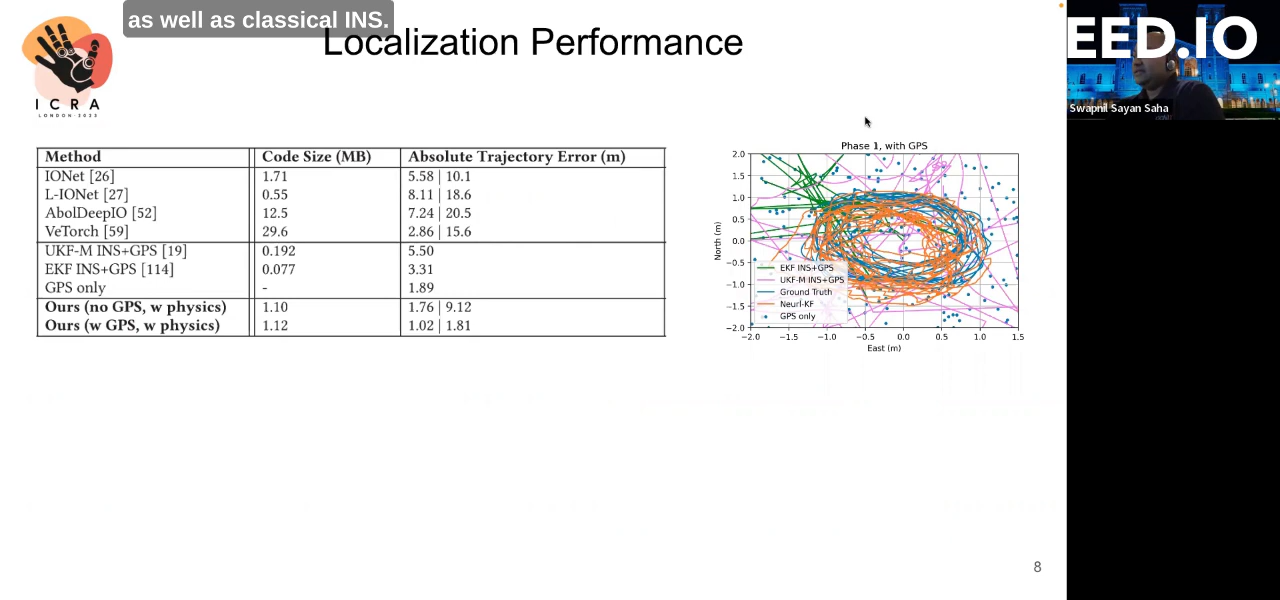 as well as classical INS.
Localization Performance
ICRA
LONDON·2023
EED.IO
Swapnil Sayan Saha
Method Code Size (MB) Absolute Trajectory Error (m)
IONet [26] 1.71 5.58 | 10.1
L-IONet [27] 0.55 8.11 | 18.6
AbolDeepIO [52] 12.5 7.24 | 20.5
VeTorch [59] 29.6 2.86 | 15.6
UKF-M INS+GPS [19] 0.192 5.50
EKF INS+GPS [114] 0.077 3.31
GPS only - 1.89
Ours (no GPS, w physics) 1.10 1.76 | 9.12
Ours (w GPS, w physics) 1.12 1.02 | 1.81
Phase 1, with GPS
2.0
1.5
1.0
0.5
0.0
−0.5
−1.0
−1.5
−2.0
North (m)
EKF INS+GPS
UKF-M INS+GPS
Ground Truth
Neurl-KF
GPS only
−2.0 −1.5 −1.0 −0.5 0.0 0.5 1.0 1.5
East (m)
8